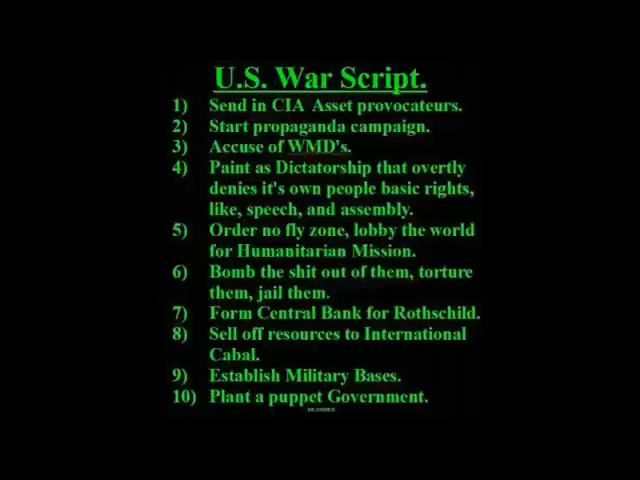 U.S. War Script.
1) Send in CIA Asset provocateurs.
2) Start propaganda campaign.
3) Accuse of WMD's.
4) Paint as Dictatorship that overtly
denies it's own people basic rights,
like, speech, and assembly.
5) Order no fly zone, lobby the world
for Humanitarian Mission.
6) Bomb the shit out of them, torture
them, jail them.
7) Form Central Bank for Rothschild.
8) Sell off resources to International
Cabal.
9) Establish Military Bases.
10) Plant a puppet Government.